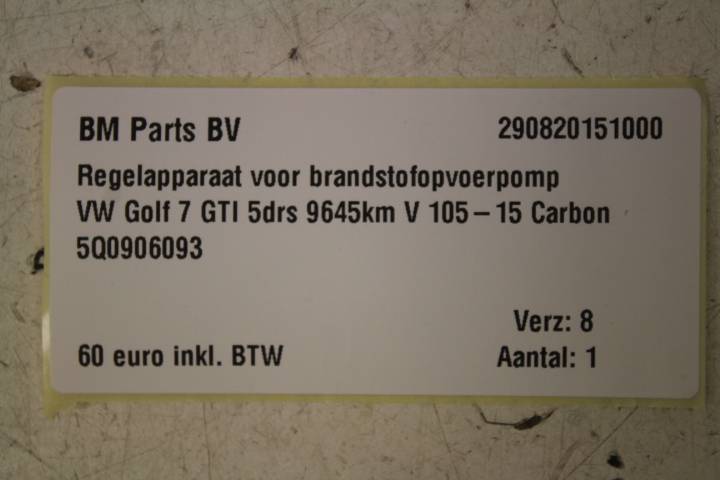 BM Parts BV 290820151000
Regelapparaat voor brandstofopvoerpomp
VW Golf 7 GTI 5drs 9645km V 105 – 15 Carbon
5Q0906093
Verz: 8
60 euro inkl. BTW Aantal: 1